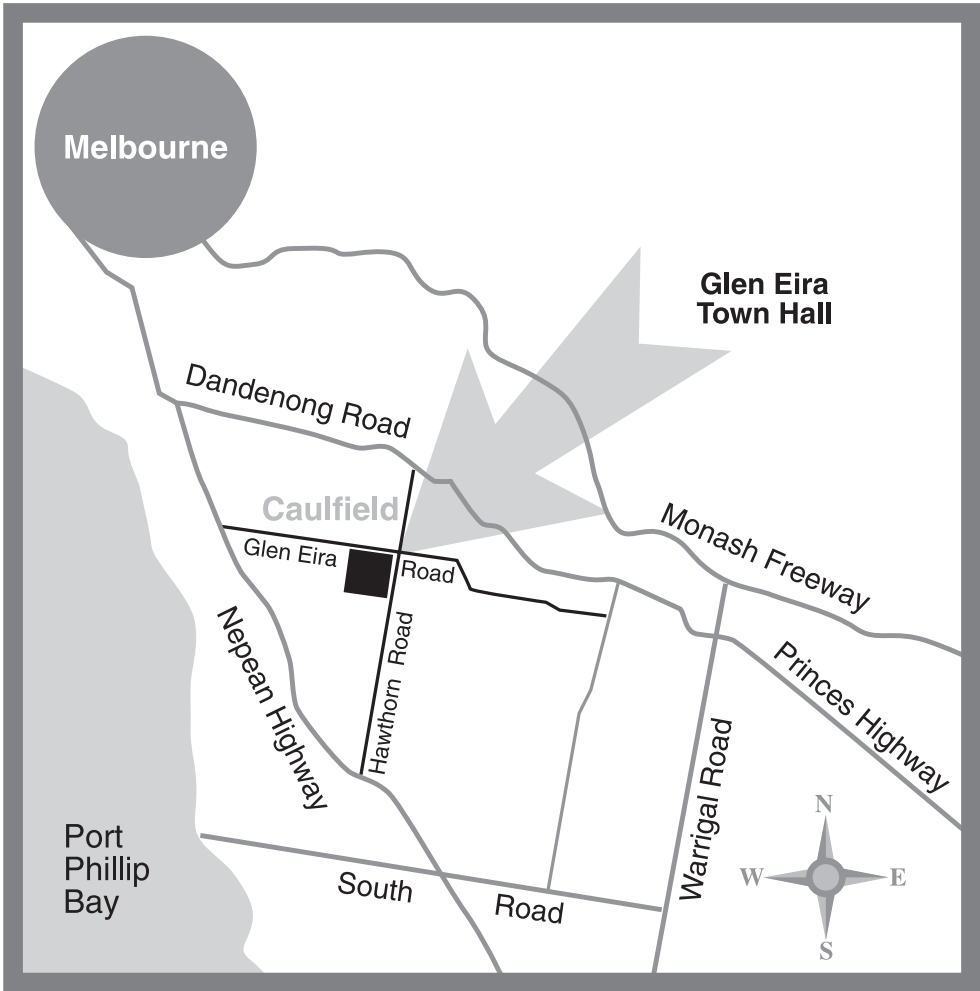 Melbourne
Glen Eira
Town Hall
Dandenong Road
Caulfield
Glen Eira
Road
Monash Freeway
Hawthorn Road
Nepean Highway
Princes Highway
Warrigal Road
Port
Phillip
Bay
South
Road
N
W
E
S